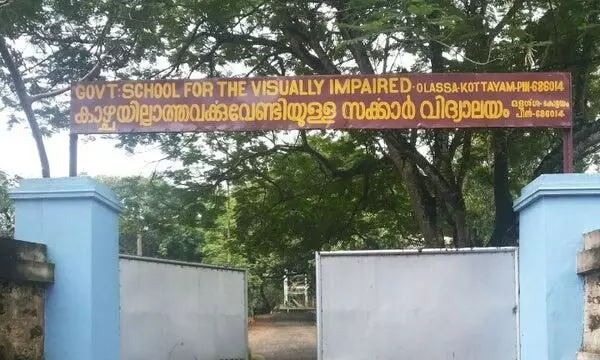 GOVT: SCHOOL FOR THE VISUALLY IMPAIRED-OLASSA-KOTTAYAM-PIN-686014
കാഴ്ചയില്ലാത്തവർക്കുവേണ്ടിയുള്ള സർക്കാർ വിദ്യാലയം ഒളശ്ശ-കോട്ടയം
പിൻ-686014